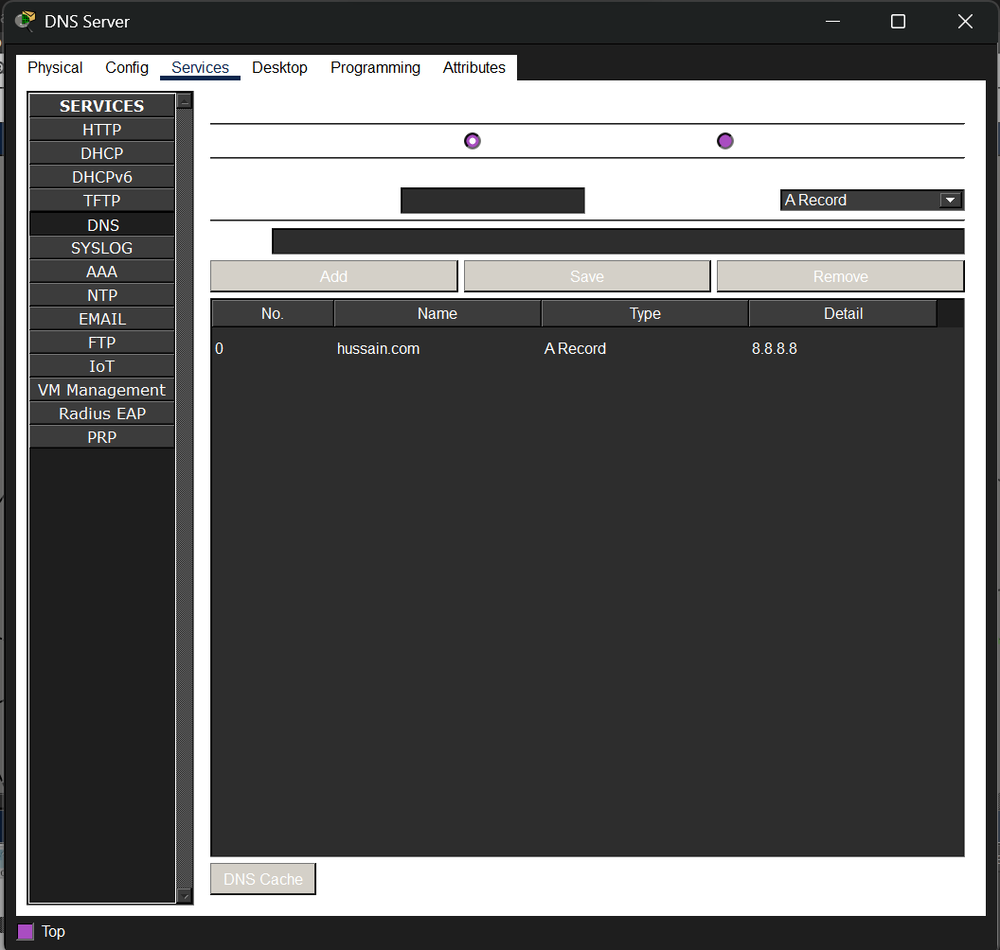 DNS Server
Physical Config Services Desktop Programming Attributes
SERVICES
HTTP
DHCP
DHCPv6
TFTP
DNS
SYSLOG
AAA
NTP
EMAIL
FTP
IoT
VM Management
Radius EAP
PRP
A Record
Add Save Remove
No. Name Type Detail
0 hussain.com A Record 8.8.8.8
DNS Cache
Top